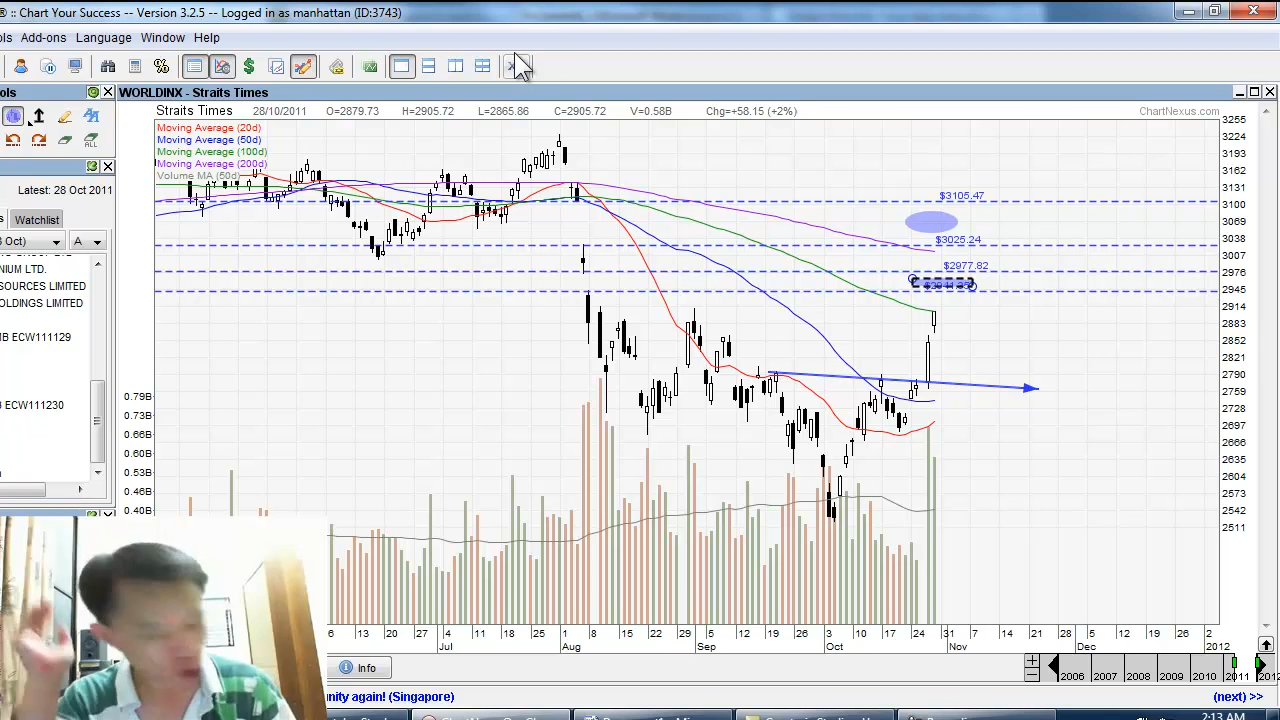 ® :: Chart Your Success -- Version 3.2.5 -- Logged in as manhattan (ID:3743)
ols Add-ons Language Window Help
ols
WORLDINX - Straits Times
Straits Times 28/10/2011 O=2879.73 H=2905.72 L=2865.86 C=2905.72 V=0.58B Chg=+58.15 (+2%)
ChartNexus.com
Moving Average (20d)
Moving Average (50d)
Moving Average (100d)
Moving Average (200d)
Volume MA (50d)
ALL
Latest: 28 Oct 2011
s Watchlist
8 Oct) A
NIUM LTD.
SOURCES LIMITED
HOLDINGS LIMITED
MB ECW111129
B ECW111230
$3105.47
$3025.24
$2977.82
3255
3224
3193
3162
3131
3100
3069
3038
3007
2976
2945
2914
2883
2852
2821
2790
2759
2728
2697
2666
2635
2604
2573
2542
2511
0.79B
0.73B
0.66B
0.60B
0.53B
0.47B
0.40B
6 13 20 27 4 11 18 25 1 8 15 22 29 5 12 19 26 3 10 17 24 31 7 14 21 28 5 12 19 26 2
Jul Aug Sep Oct Nov Dec 2012
Info
2006 2007 2008 2009 2010 2011 2012
nity again! (Singapore)
(next) >>
2:13 AM